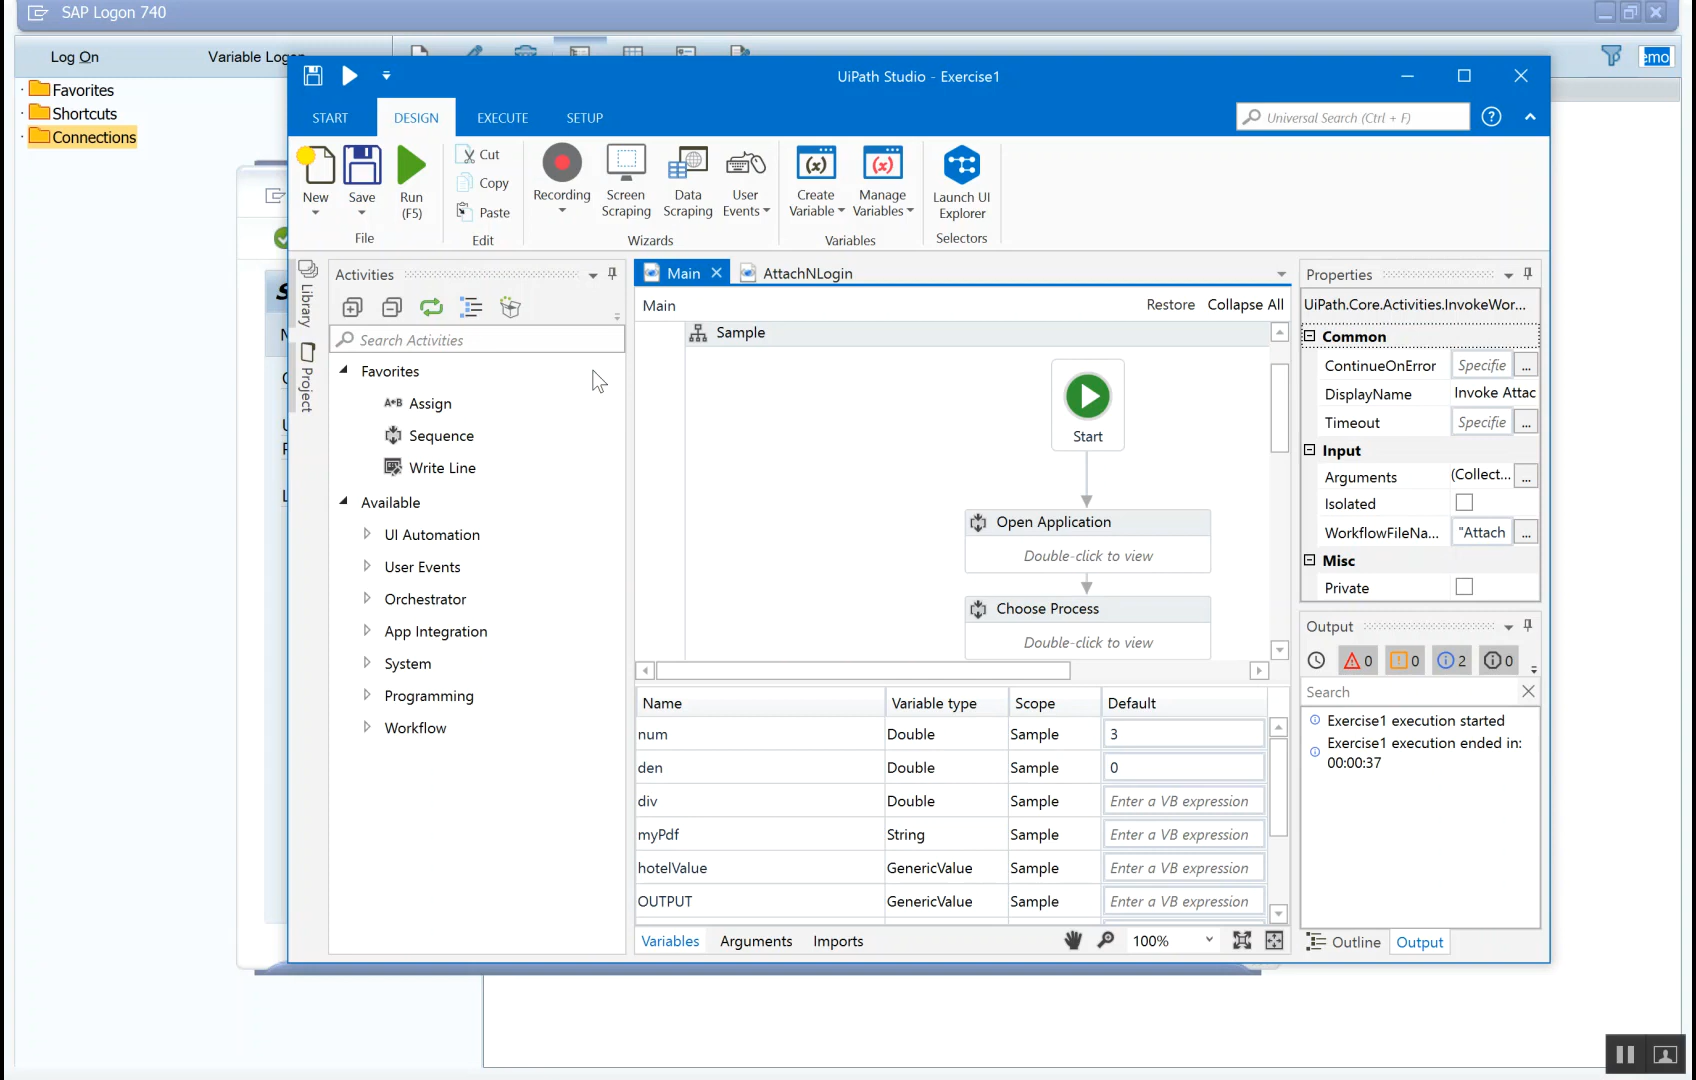 SAP Logon 740
Log On
Variable Logon
emo
Favorites
Shortcuts
Connections
UiPath Studio - Exercise1
START
DESIGN
EXECUTE
SETUP
Universal Search (Ctrl + F)
New
Save
Run
(F5)
File
Cut
Copy
Paste
Edit
Recording
Screen
Scraping
Data
Scraping
User
Events
Wizards
Create
Variable
Manage
Variables
Variables
Launch UI
Explorer
Selectors
Library
Project
Activities
Search Activities
Favorites
A+B Assign
Sequence
Write Line
Available
UI Automation
User Events
Orchestrator
App Integration
System
Programming
Workflow
Main
AttachNLogin
Main
Restore
Collapse All
Sample
Start
Open Application
Double-click to view
Choose Process
Double-click to view
Name Variable type Scope Default
num Double Sample 3
den Double Sample 0
div Double Sample Enter a VB expression
myPdf String Sample Enter a VB expression
hotelValue GenericValue Sample Enter a VB expression
OUTPUT GenericValue Sample Enter a VB expression
Variables Arguments Imports 100%
Properties
UiPath.Core.Activities.InvokeWor...
Common
ContinueOnError Specifie ...
DisplayName Invoke Attac
Timeout Specifie ...
Input
Arguments (Collect... ...
Isolated
WorkflowFileNa... "Attach ...
Misc
Private
Output
0 0 2 0
Search
Exercise1 execution started
Exercise1 execution ended in:
00:00:37
Outline Output